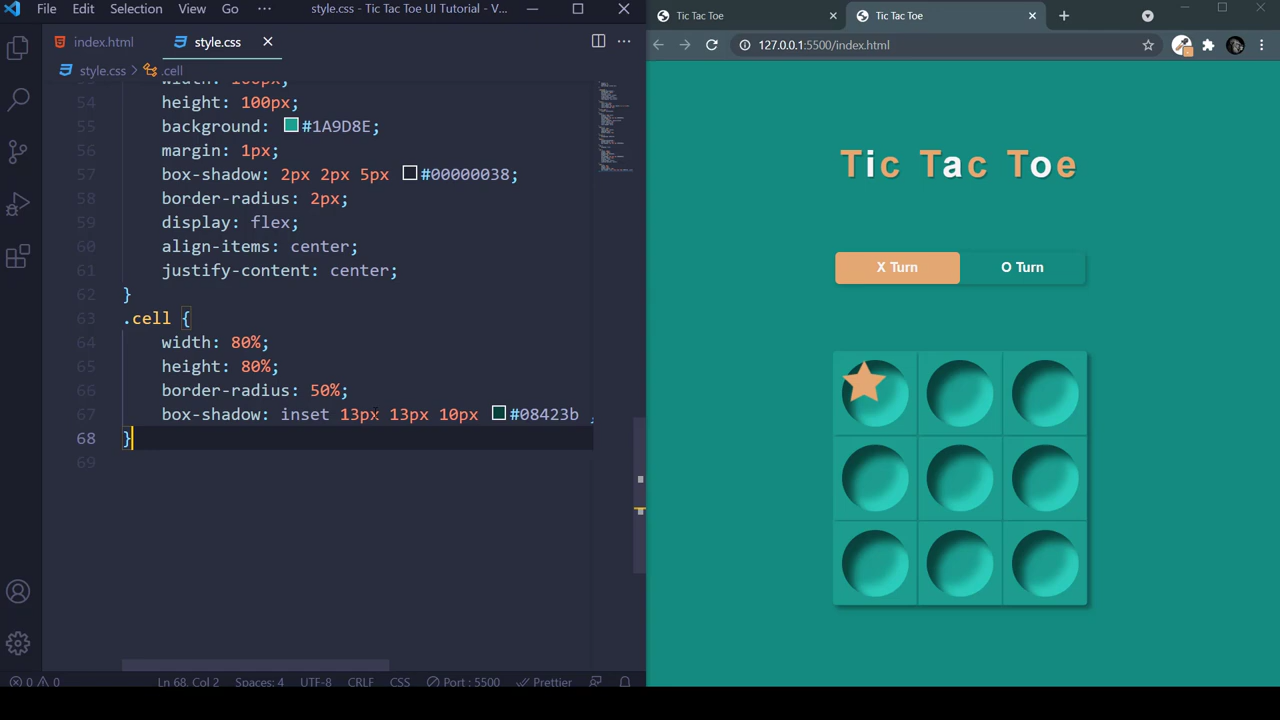 File Edit Selection View Go ··· style.css - Tic Tac Toe UI Tutorial - V...
index.html style.css
style.css > .cell
width: 100px;
54 height: 100px;
55 background: #1A9D8E;
56 margin: 1px;
57 box-shadow: 2px 2px 5px #00000038;
58 border-radius: 2px;
59 display: flex;
60 align-items: center;
61 justify-content: center;
62 }
63 .cell {
64 width: 80%;
65 height: 80%;
66 border-radius: 50%;
67 box-shadow: inset 13px 13px 10px #08423b ,
68 }
69
0 0 Ln 68, Col 2 Spaces: 4 UTF-8 CRLF CSS Port : 5500 Prettier
Tic Tac Toe Tic Tac Toe
127.0.0.1:5500/index.html
Tic Tac Toe
X Turn O Turn